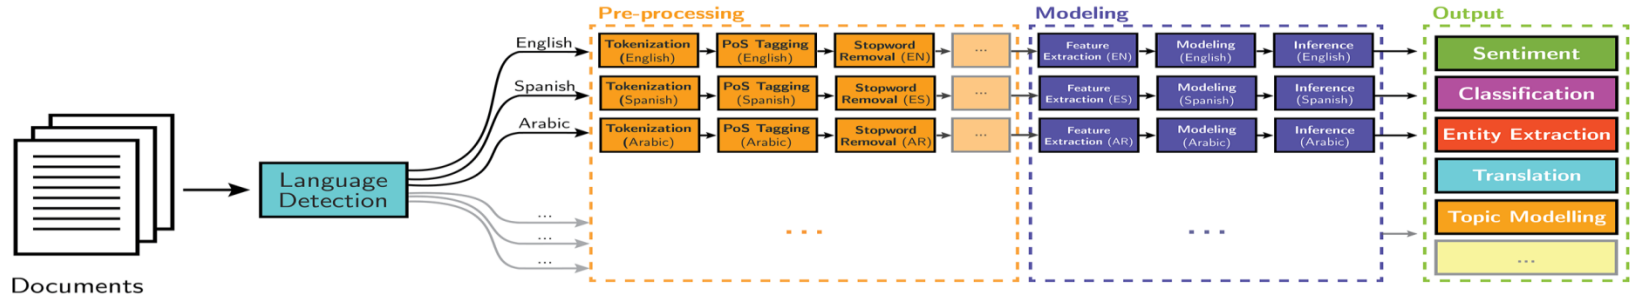 Pre-processing
Modeling
Output
English
Tokenization
(English)
PoS Tagging
(English)
Stopword
Removal (EN)
...
Feature
Extraction (EN)
Modeling
(English)
Inference
(English)
Sentiment
Spanish
Tokenization
(Spanish)
PoS Tagging
(Spanish)
Stopword
Removal (ES)
...
Feature
Extraction (ES)
Modeling
(Spanish)
Inference
(Spanish)
Classification
Arabic
Tokenization
(Arabic)
PoS Tagging
(Arabic)
Stopword
Removal (AR)
...
Feature
Extraction (AR)
Modeling
(Arabic)
Inference
(Arabic)
Entity Extraction
Language
Detection
Translation
...
...
...
...
...
Topic Modelling
...
Documents